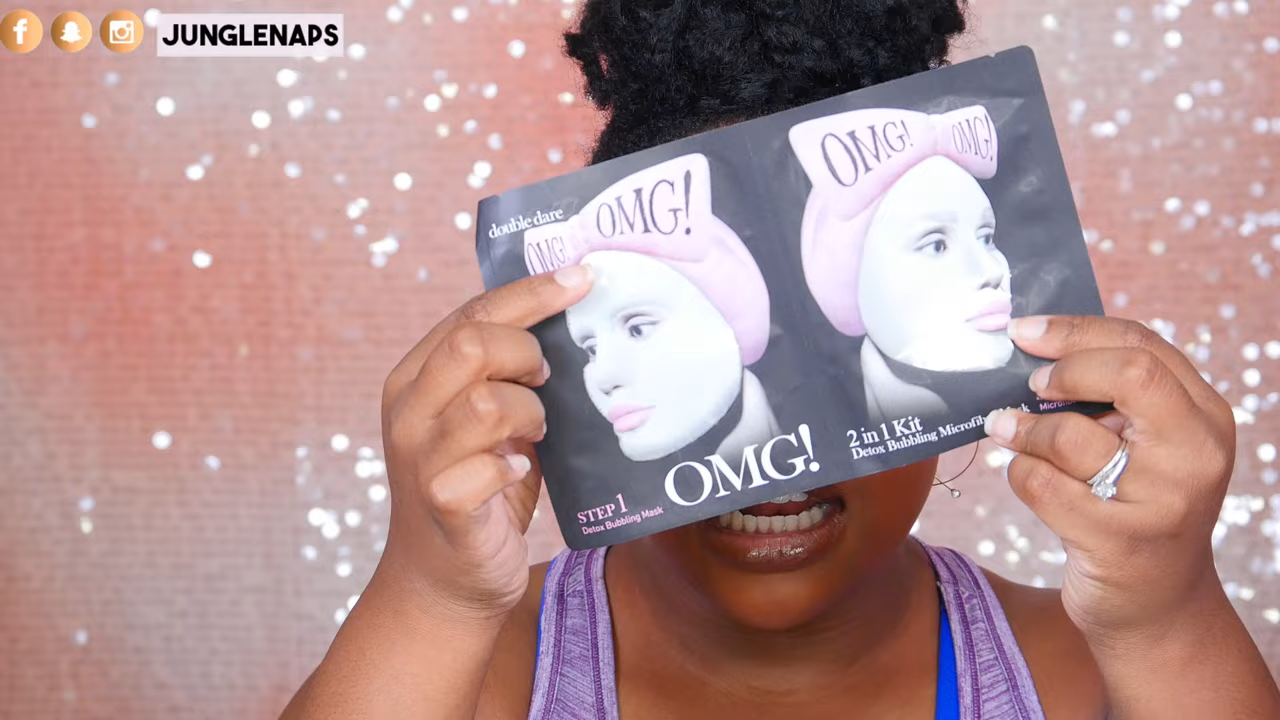 JUNGLENAPS
double dare
OMG!
OMG!
OMG!
OMG!
OMG!
STEP 1
Detox Bubbling Mask
2 in 1 Kit
Detox Bubbling